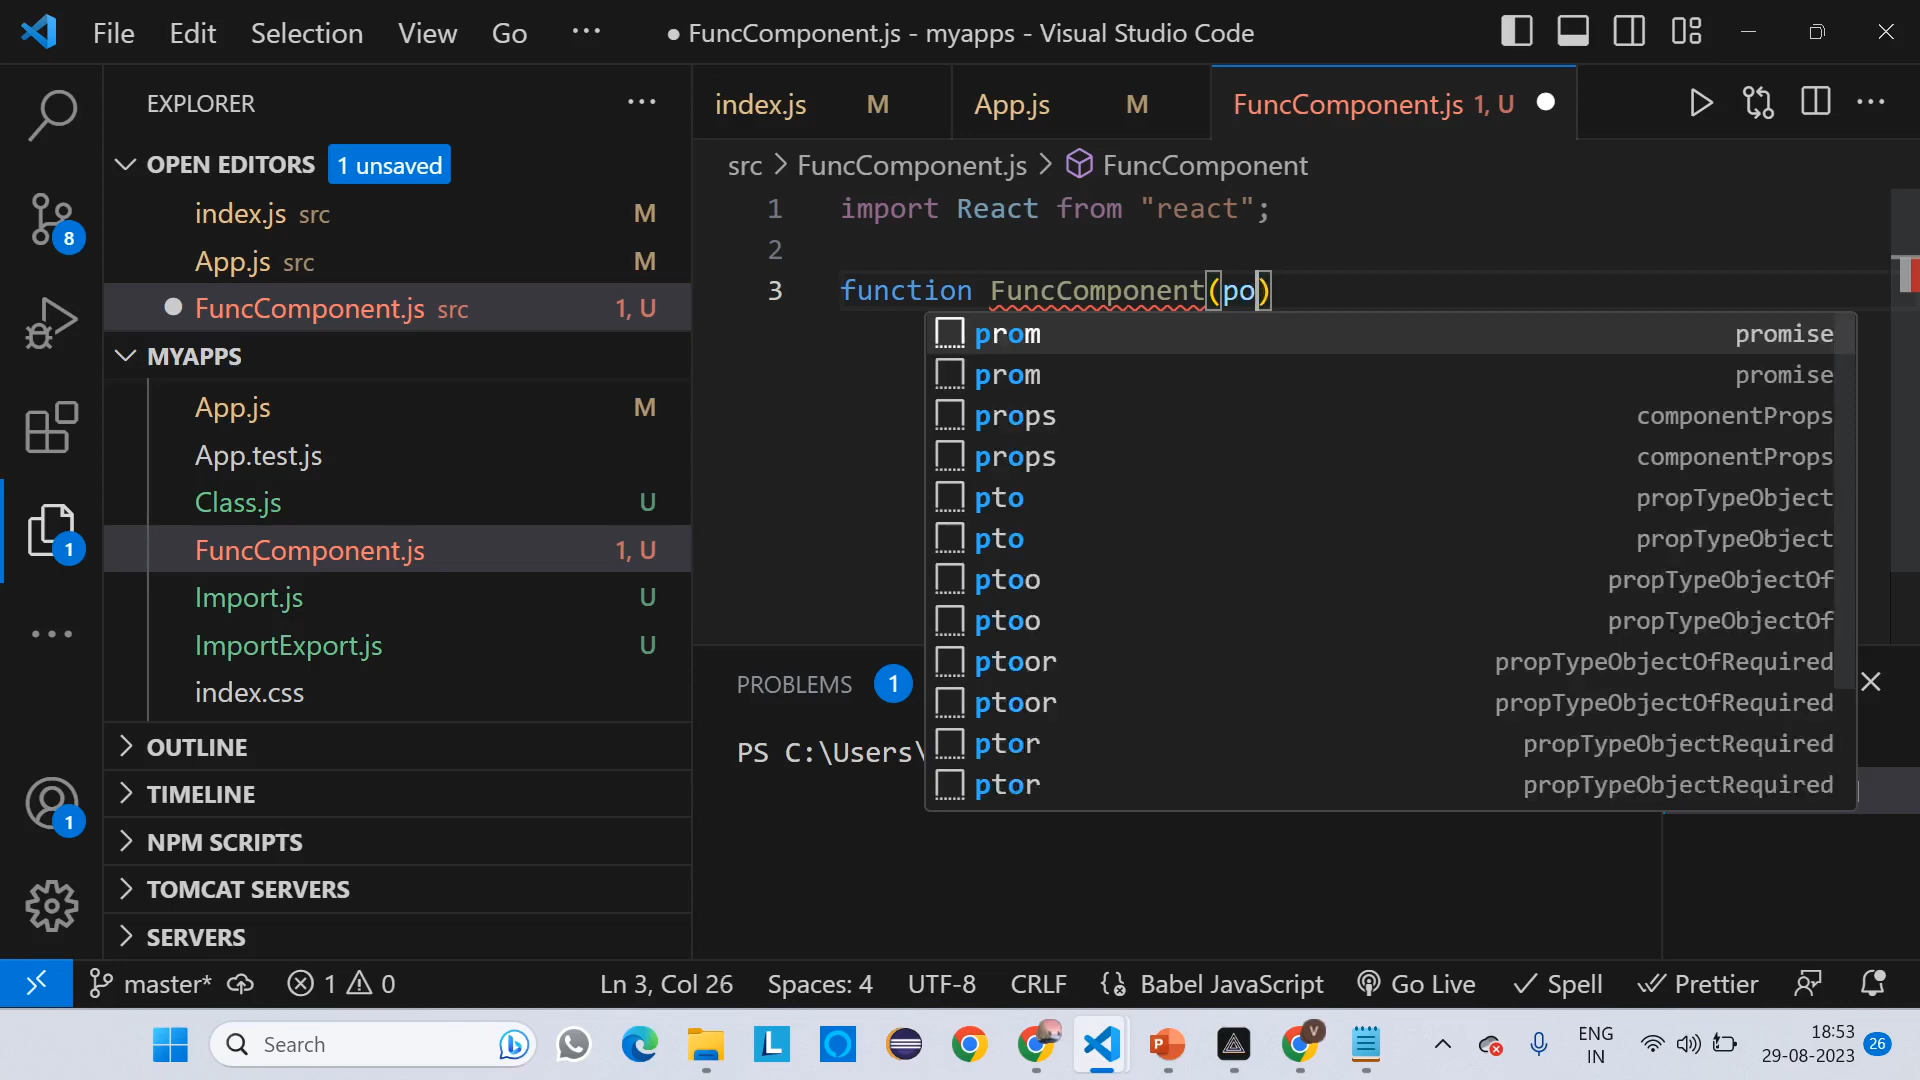 File Edit Selection View Go ··· ● FuncComponent.js - myapps - Visual Studio Code
EXPLORER ···
OPEN EDITORS 1 unsaved
index.js src M
App.js src M
● FuncComponent.js src 1, U
MYAPPS
App.js M
App.test.js
Class.js U
FuncComponent.js 1, U
Import.js U
ImportExport.js U
index.css
OUTLINE
TIMELINE
NPM SCRIPTS
TOMCAT SERVERS
SERVERS
8
1
1
index.js M App.js M FuncComponent.js 1, U ●
src > FuncComponent.js > FuncComponent
1 import React from "react";
2
3 function FuncComponent(po)
prom promise
prom promise
props componentProps
props componentProps
pto propTypeObject
pto propTypeObject
ptoo propTypeObjectOf
ptoo propTypeObjectOf
ptoor propTypeObjectOfRequired
ptoor propTypeObjectOfRequired
ptor propTypeObjectRequired
ptor propTypeObjectRequired
PROBLEMS 1
PS C:\Users\
master* 1 0 Ln 3, Col 26 Spaces: 4 UTF-8 CRLF Babel JavaScript Go Live Spell Prettier
Search L P V ENG IN 18:53 29-08-2023 26